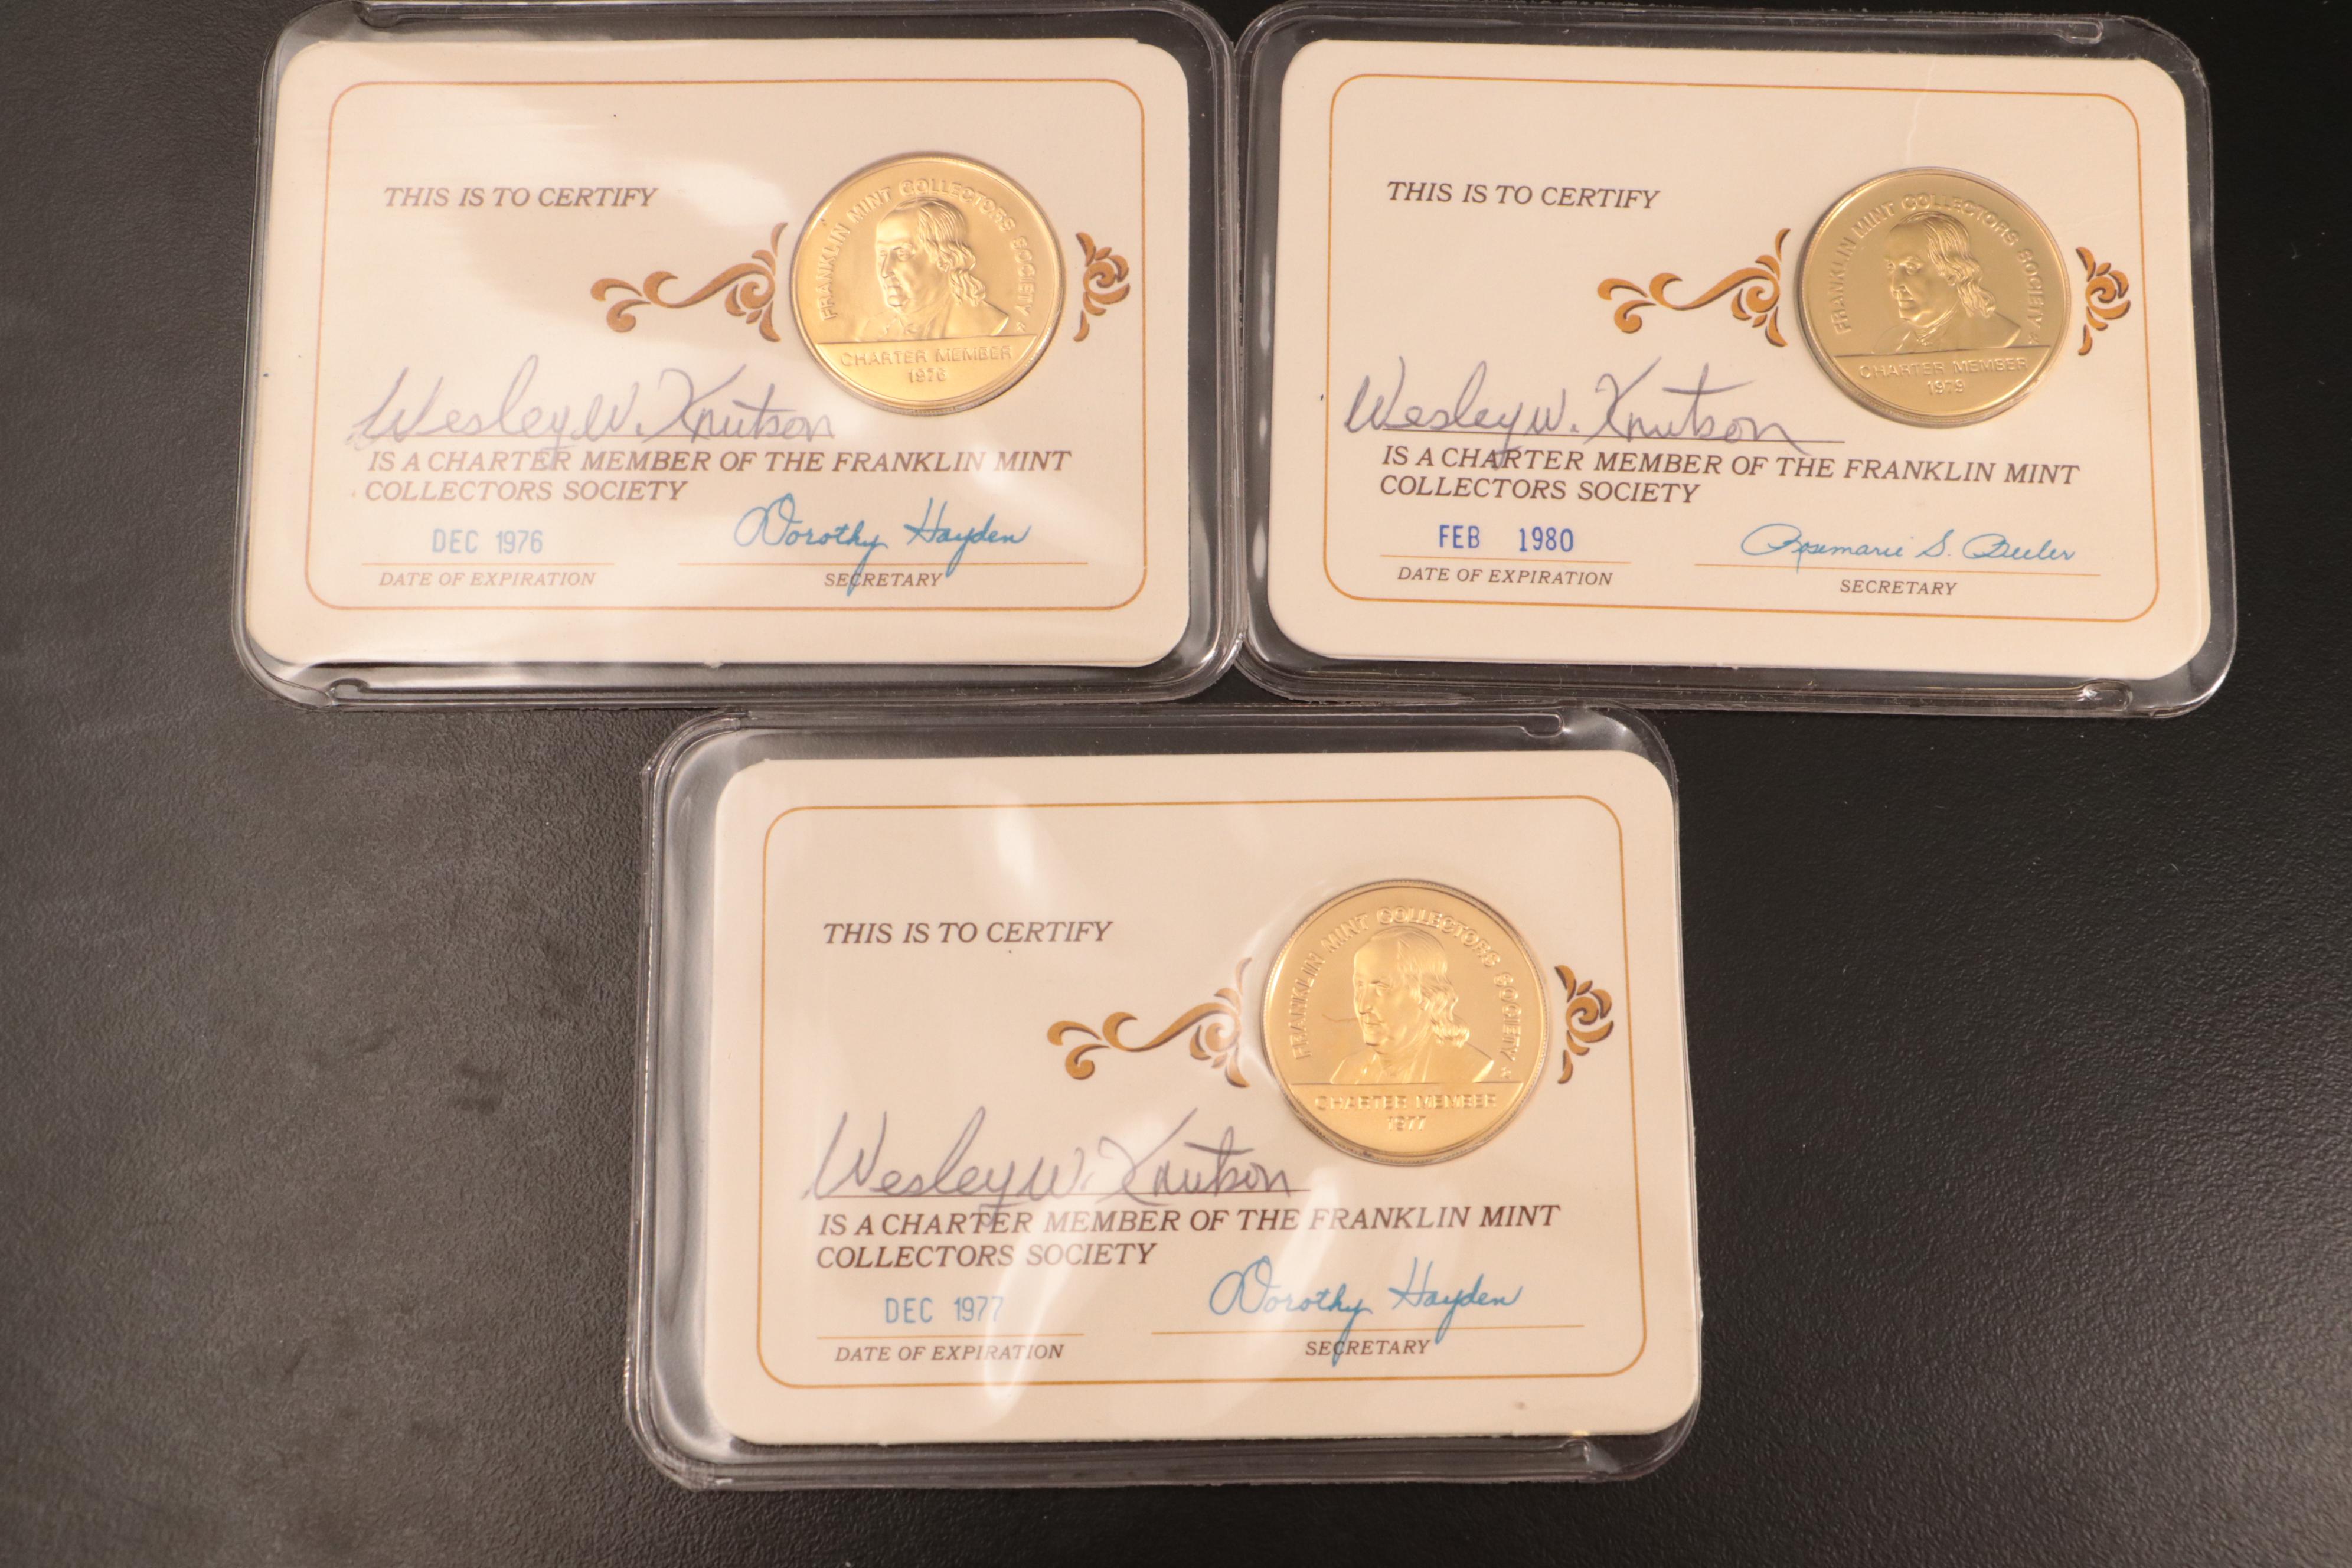 THIS IS TO CERTIFY
FRANKLIN MINT COLLECTORS SOCIETY
CHARTER MEMBER
1976
Wesley W. Knutson
IS A CHARTER MEMBER OF THE FRANKLIN MINT
COLLECTORS SOCIETY
DEC 1976
Dorothy Hayden
DATE OF EXPIRATION
SECRETARY
THIS IS TO CERTIFY
FRANKLIN MINT COLLECTORS SOCIETY
CHARTER MEMBER
1979
Wesley W. Knutson
IS A CHARTER MEMBER OF THE FRANKLIN MINT
COLLECTORS SOCIETY
FEB 1980
Rosemarie S. Beeler
DATE OF EXPIRATION
SECRETARY
THIS IS TO CERTIFY
FRANKLIN MINT COLLECTORS SOCIETY
CHARTER MEMBER
1977
Wesley W. Knutson
IS A CHARTER MEMBER OF THE FRANKLIN MINT
COLLECTORS SOCIETY
DEC 1977
Dorothy Hayden
DATE OF EXPIRATION
SECRETARY